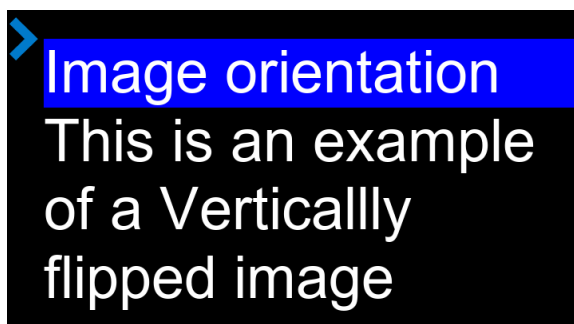 Image orientation
This is an example
of a Verticallly
flipped image